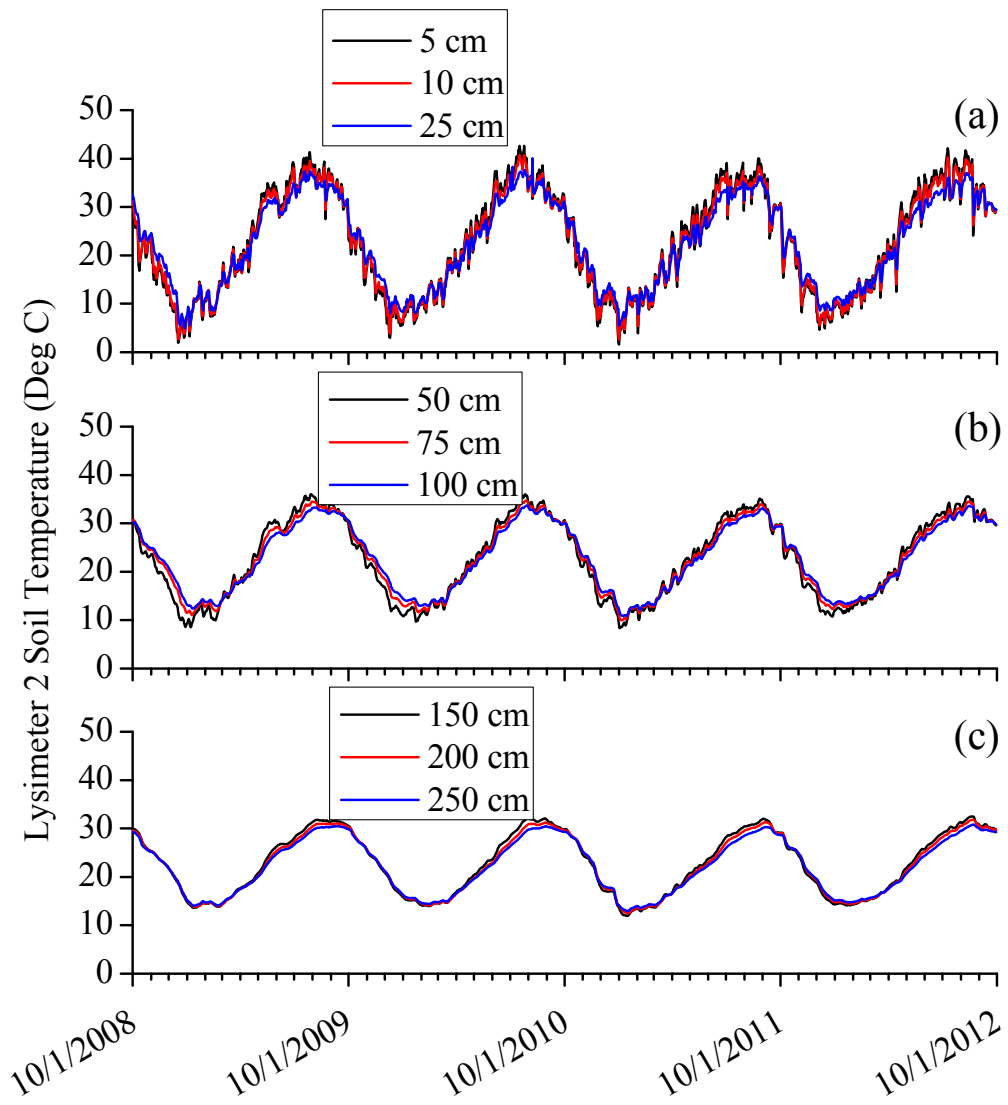 5 cm
10 cm
25 cm
(a)
50
40
30
20
10
0
50 cm
75 cm
100 cm
(b)
50
40
30
20
10
0
150 cm
200 cm
250 cm
(c)
50
40
30
20
10
0
Lysimeter 2 Soil Temperature (Deg C)
10/1/2008
10/1/2009
10/1/2010
10/1/2011
10/1/2012